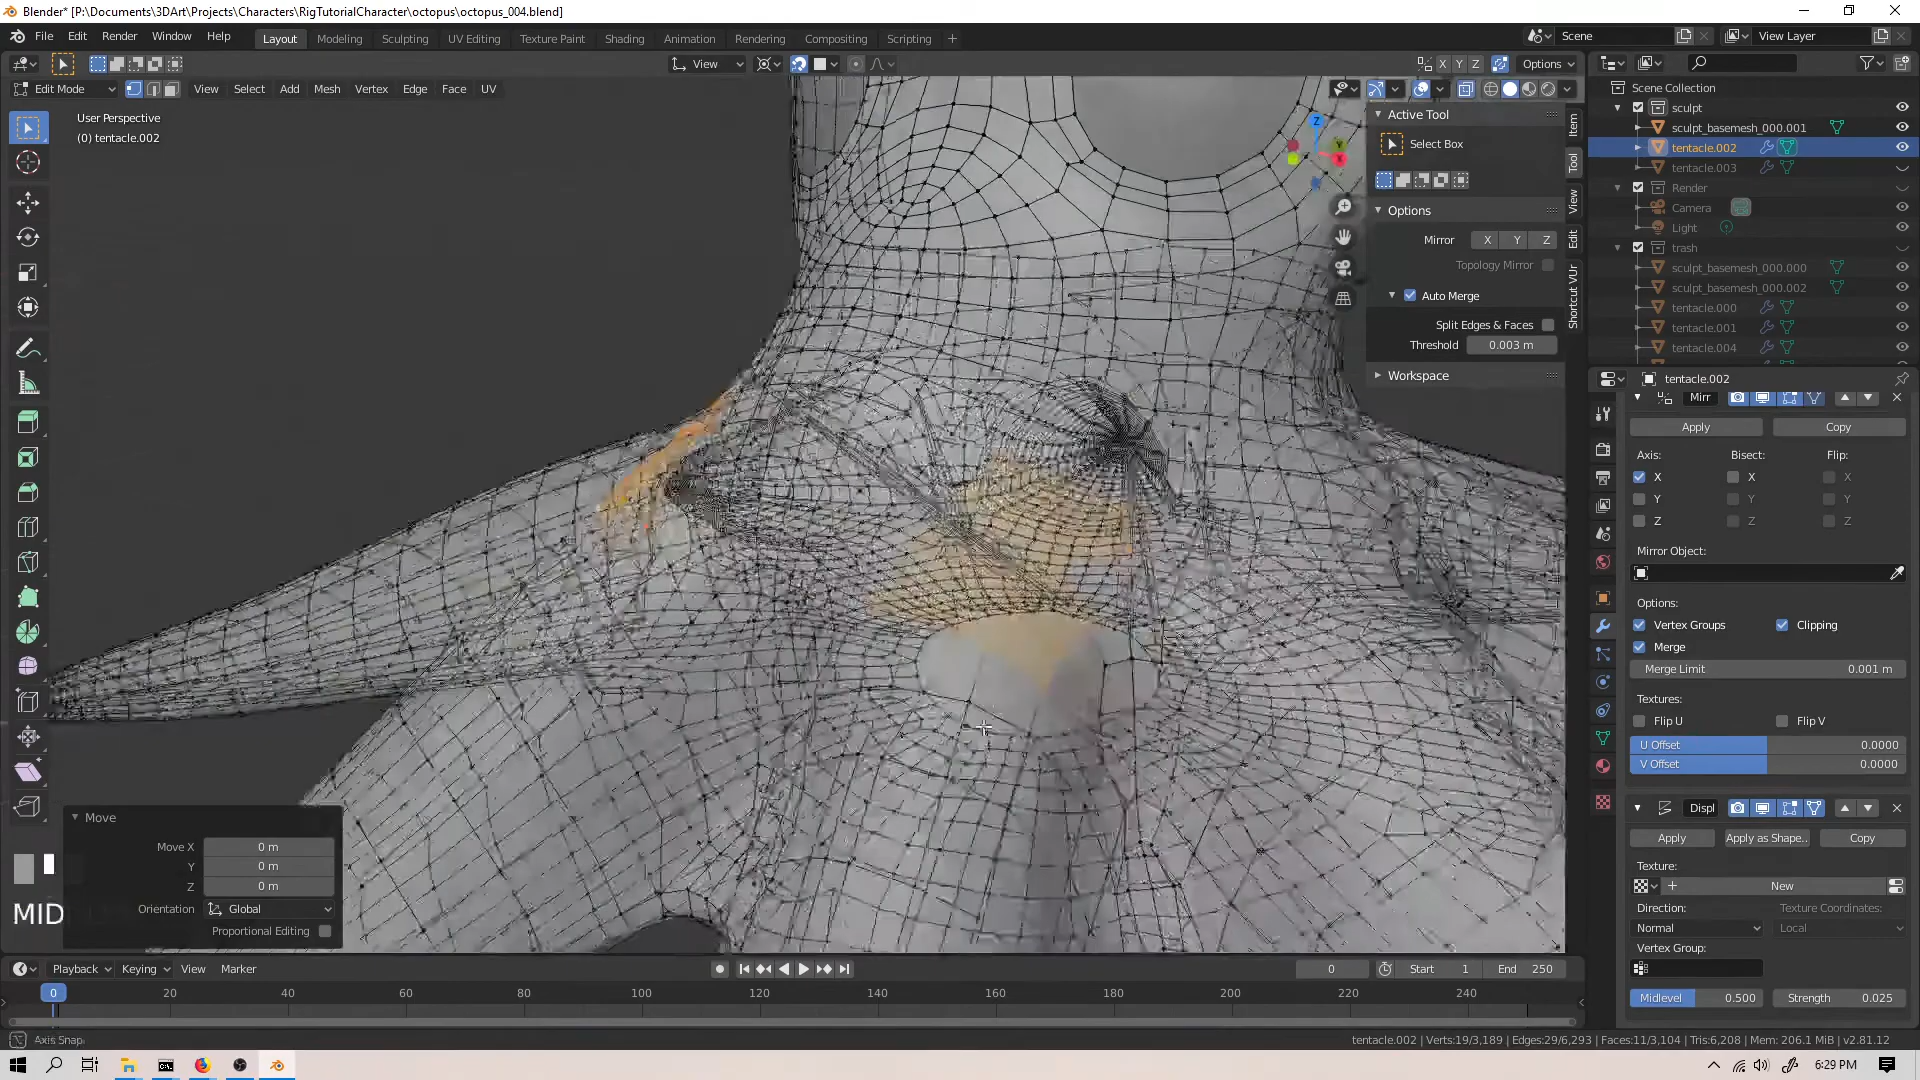 Blender* [P:\Documents\3DArt\Projects\Characters\RigTutorialCharacter\octopus\octopus_004.blend]
File Edit Render Window Help Layout Modeling Sculpting UV Editing Texture Paint Shading Animation Rendering Compositing Scripting + Scene View Layer
View X Y Z Options
Edit Mode View Select Add Mesh Vertex Edge Face UV
User Perspective
(0) tentacle.002
Z
Y
X
Active Tool
Select Box
Options
Mirror X Y Z
Topology Mirror
Auto Merge
Split Edges & Faces
Threshold 0.003 m
Workspace
Item
Tool
View
Edit
Shortcut VUr
Scene Collection
sculpt
sculpt_basemesh_000.001
tentacle.002
tentacle.003
Render
Camera
Light
trash
sculpt_basemesh_000.000
sculpt_basemesh_000.002
tentacle.000
tentacle.001
tentacle.004
tentacle.002
Mirr
Apply Copy
Axis: Bisect: Flip:
X X X
Y Y Y
Z Z Z
Mirror Object:
Options:
Vertex Groups Clipping
Merge
Merge Limit 0.001 m
Textures:
Flip U Flip V
U Offset 0.0000
V Offset 0.0000
Displ
Apply Apply as Shape.. Copy
Texture:
New
Direction: Texture Coordinates:
Normal Local
Vertex Group:
Midlevel 0.500 Strength 0.025
Move
Move X 0 m
Y 0 m
Z 0 m
Orientation Global
Proportional Editing
MID
Playback Keying View Marker 0 Start 1 End 250
0 20 40 60 80 100 120 140 160 180 200 220 240
Axis Snap
tentacle.002 | Verts:19/3,189 | Edges:29/6,293 | Faces:11/3,104 | Tris:6,208 | Mem: 206.1 MiB | v2.81.12
6:29 PM